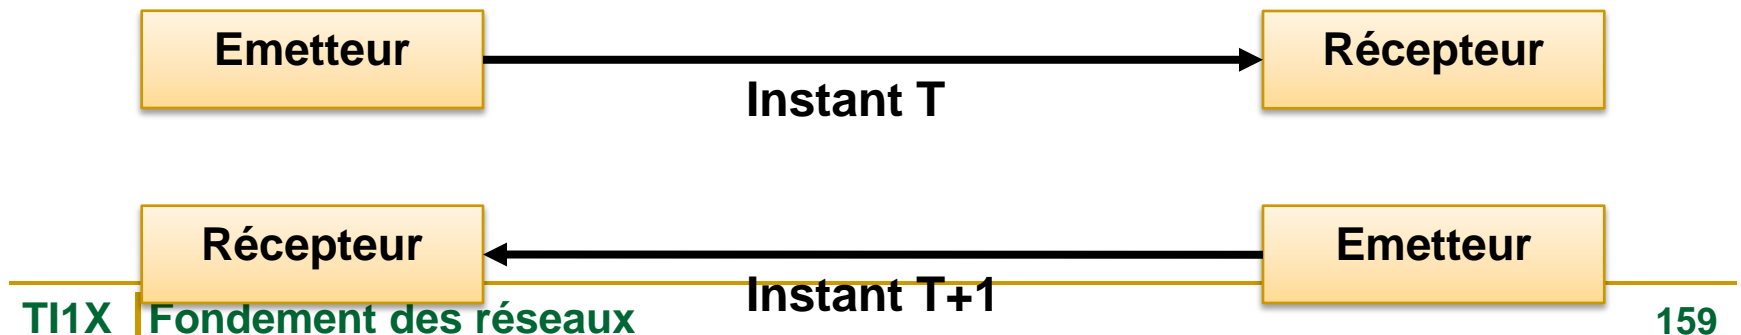 Emetteur
Récepteur
Instant T
Récepteur
Emetteur
Instant T+1
TI1X Fondement des réseaux
159